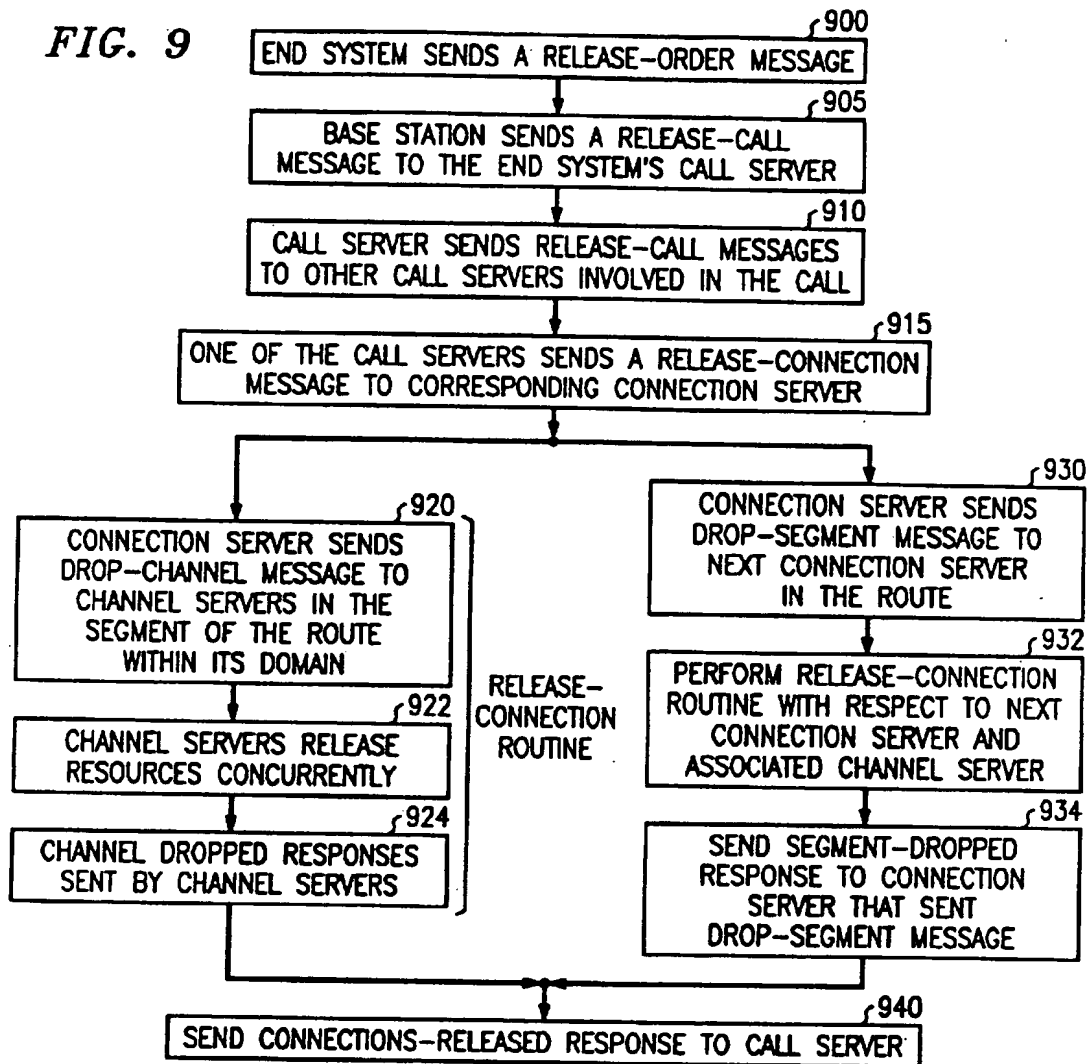 FIG. 9
900
END SYSTEM SENDS A RELEASE-ORDER MESSAGE
905
BASE STATION SENDS A RELEASE-CALL
MESSAGE TO THE END SYSTEM'S CALL SERVER
910
CALL SERVER SENDS RELEASE-CALL MESSAGES
TO OTHER CALL SERVERS INVOLVED IN THE CALL
915
ONE OF THE CALL SERVERS SENDS A RELEASE-CONNECTION
MESSAGE TO CORRESPONDING CONNECTION SERVER
920
CONNECTION SERVER SENDS
DROP-CHANNEL MESSAGE TO
CHANNEL SERVERS IN THE
SEGMENT OF THE ROUTE
WITHIN ITS DOMAIN
922
CHANNEL SERVERS RELEASE
RESOURCES CONCURRENTLY
924
CHANNEL DROPPED RESPONSES
SENT BY CHANNEL SERVERS
RELEASE-
CONNECTION
ROUTINE
930
CONNECTION SERVER SENDS
DROP-SEGMENT MESSAGE TO
NEXT CONNECTION SERVER
IN THE ROUTE
932
PERFORM RELEASE-CONNECTION
ROUTINE WITH RESPECT TO NEXT
CONNECTION SERVER AND
ASSOCIATED CHANNEL SERVER
934
SEND SEGMENT-DROPPED
RESPONSE TO CONNECTION
SERVER THAT SENT
DROP-SEGMENT MESSAGE
940
SEND CONNECTIONS-RELEASED RESPONSE TO CALL SERVER